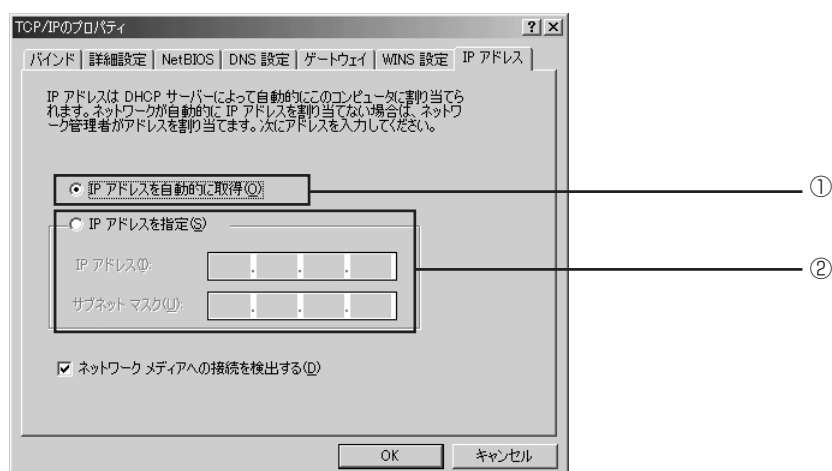 TCP/IPのプロパティ
? ×
バインド 詳細設定 NetBIOS DNS 設定 ゲートウェイ WINS 設定 IP アドレス
IP アドレスは DHCP サーバーによって自動的にこのコンピュータに割り当てら
れます。ネットワークが自動的に IP アドレスを割り当てない場合は、ネットワ
ーク管理者がアドレスを割り当てます。次にアドレスを入力してください。
IP アドレスを自動的に取得(O)
①
IP アドレスを指定(S)
IP アドレス(I):
②
サブネット マスク(U):
ネットワーク メディアへの接続を検出する(D)
OK キャンセル